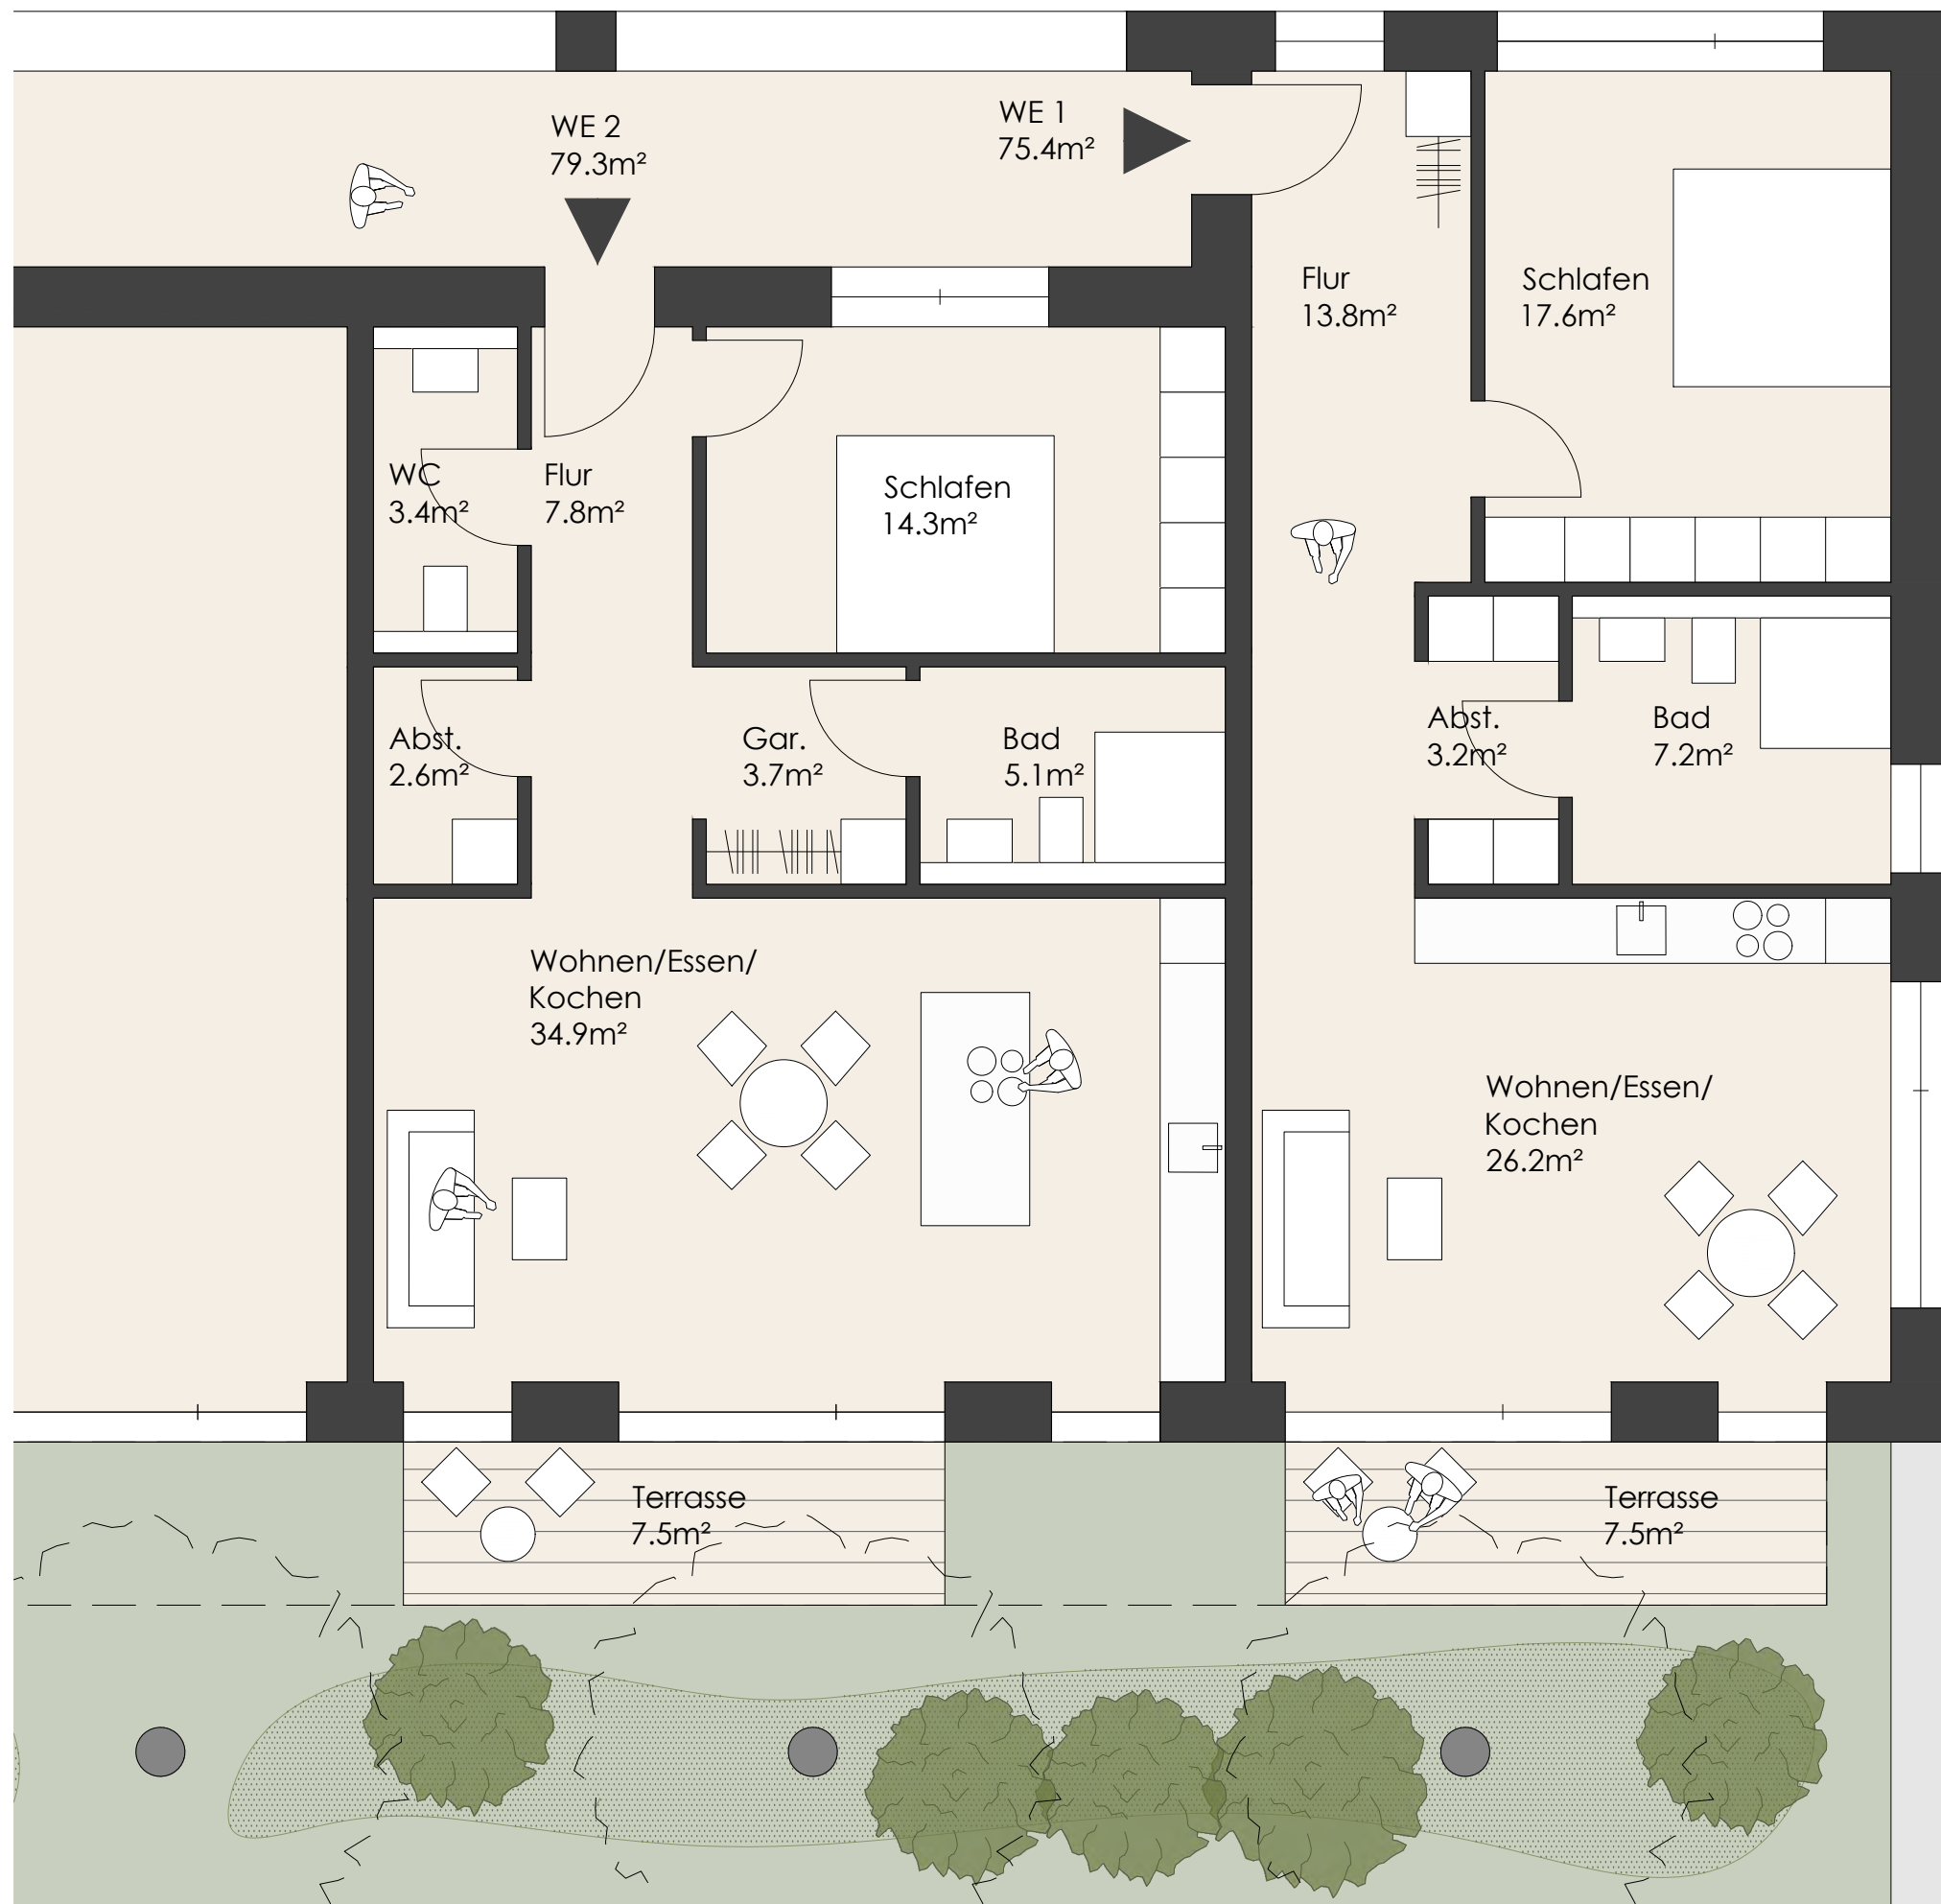 WE 2
79.3m²
WE 1
75.4m²
Flur
13.8m²
Schlafen
17.6m²
WC
3.4m²
Flur
7.8m²
Schlafen
14.3m²
Abst.
2.6m²
Gar.
3.7m²
Bad
5.1m²
Abst.
3.2m²
Bad
7.2m²
Wohnen/Essen/
Kochen
34.9m²
Wohnen/Essen/
Kochen
26.2m²
Terrasse
7.5m²
Terrasse
7.5m²